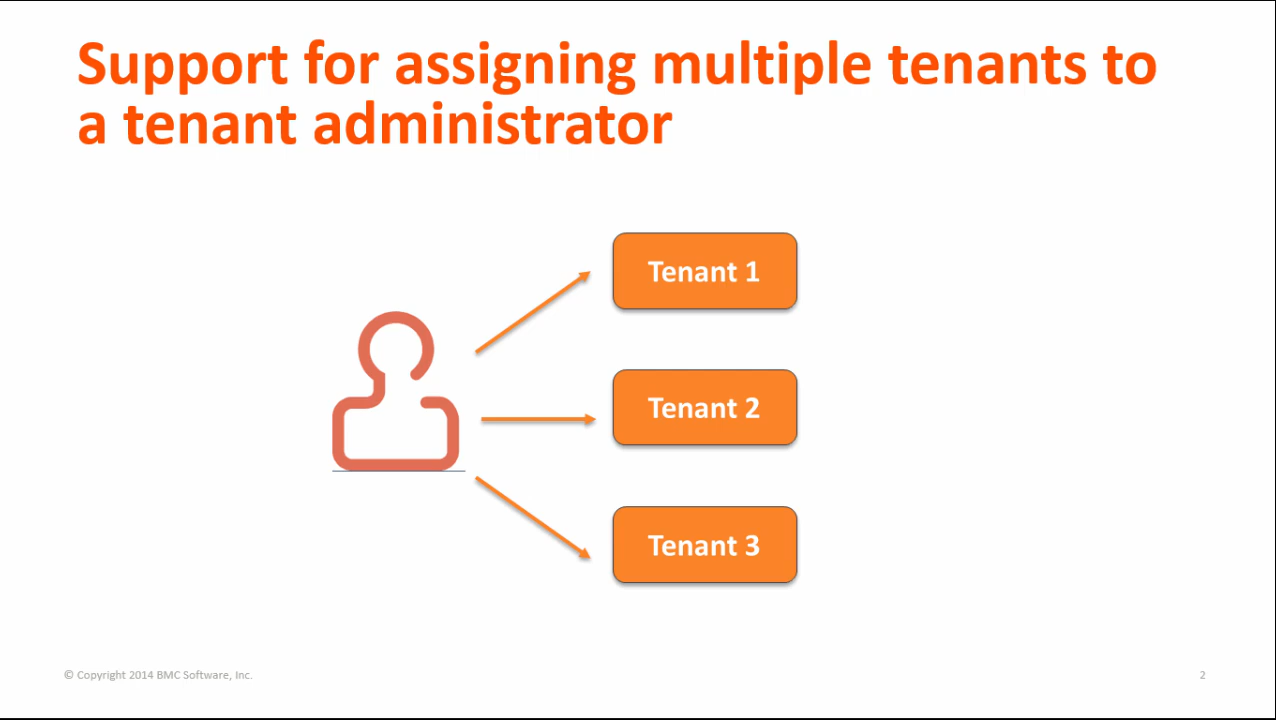 Support for assigning multiple tenants to
a tenant administrator
Tenant 1
Tenant 2
Tenant 3
© Copyright 2014 BMC Software, Inc.
2